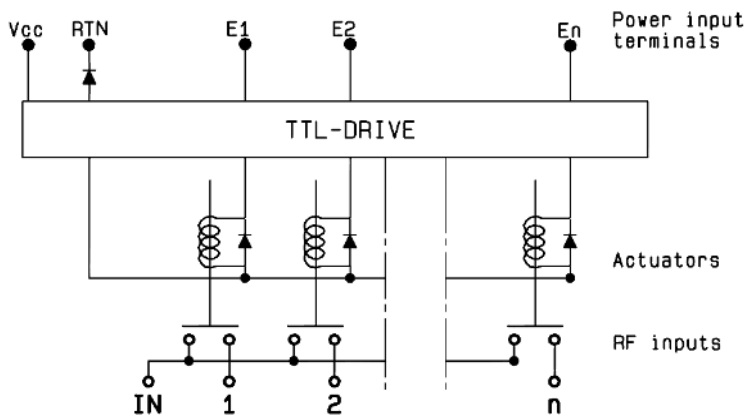 Vcc RTN E1 E2 En Power input
terminals
TTL-DRIVE
Actuators
RF inputs
IN 1 2 n